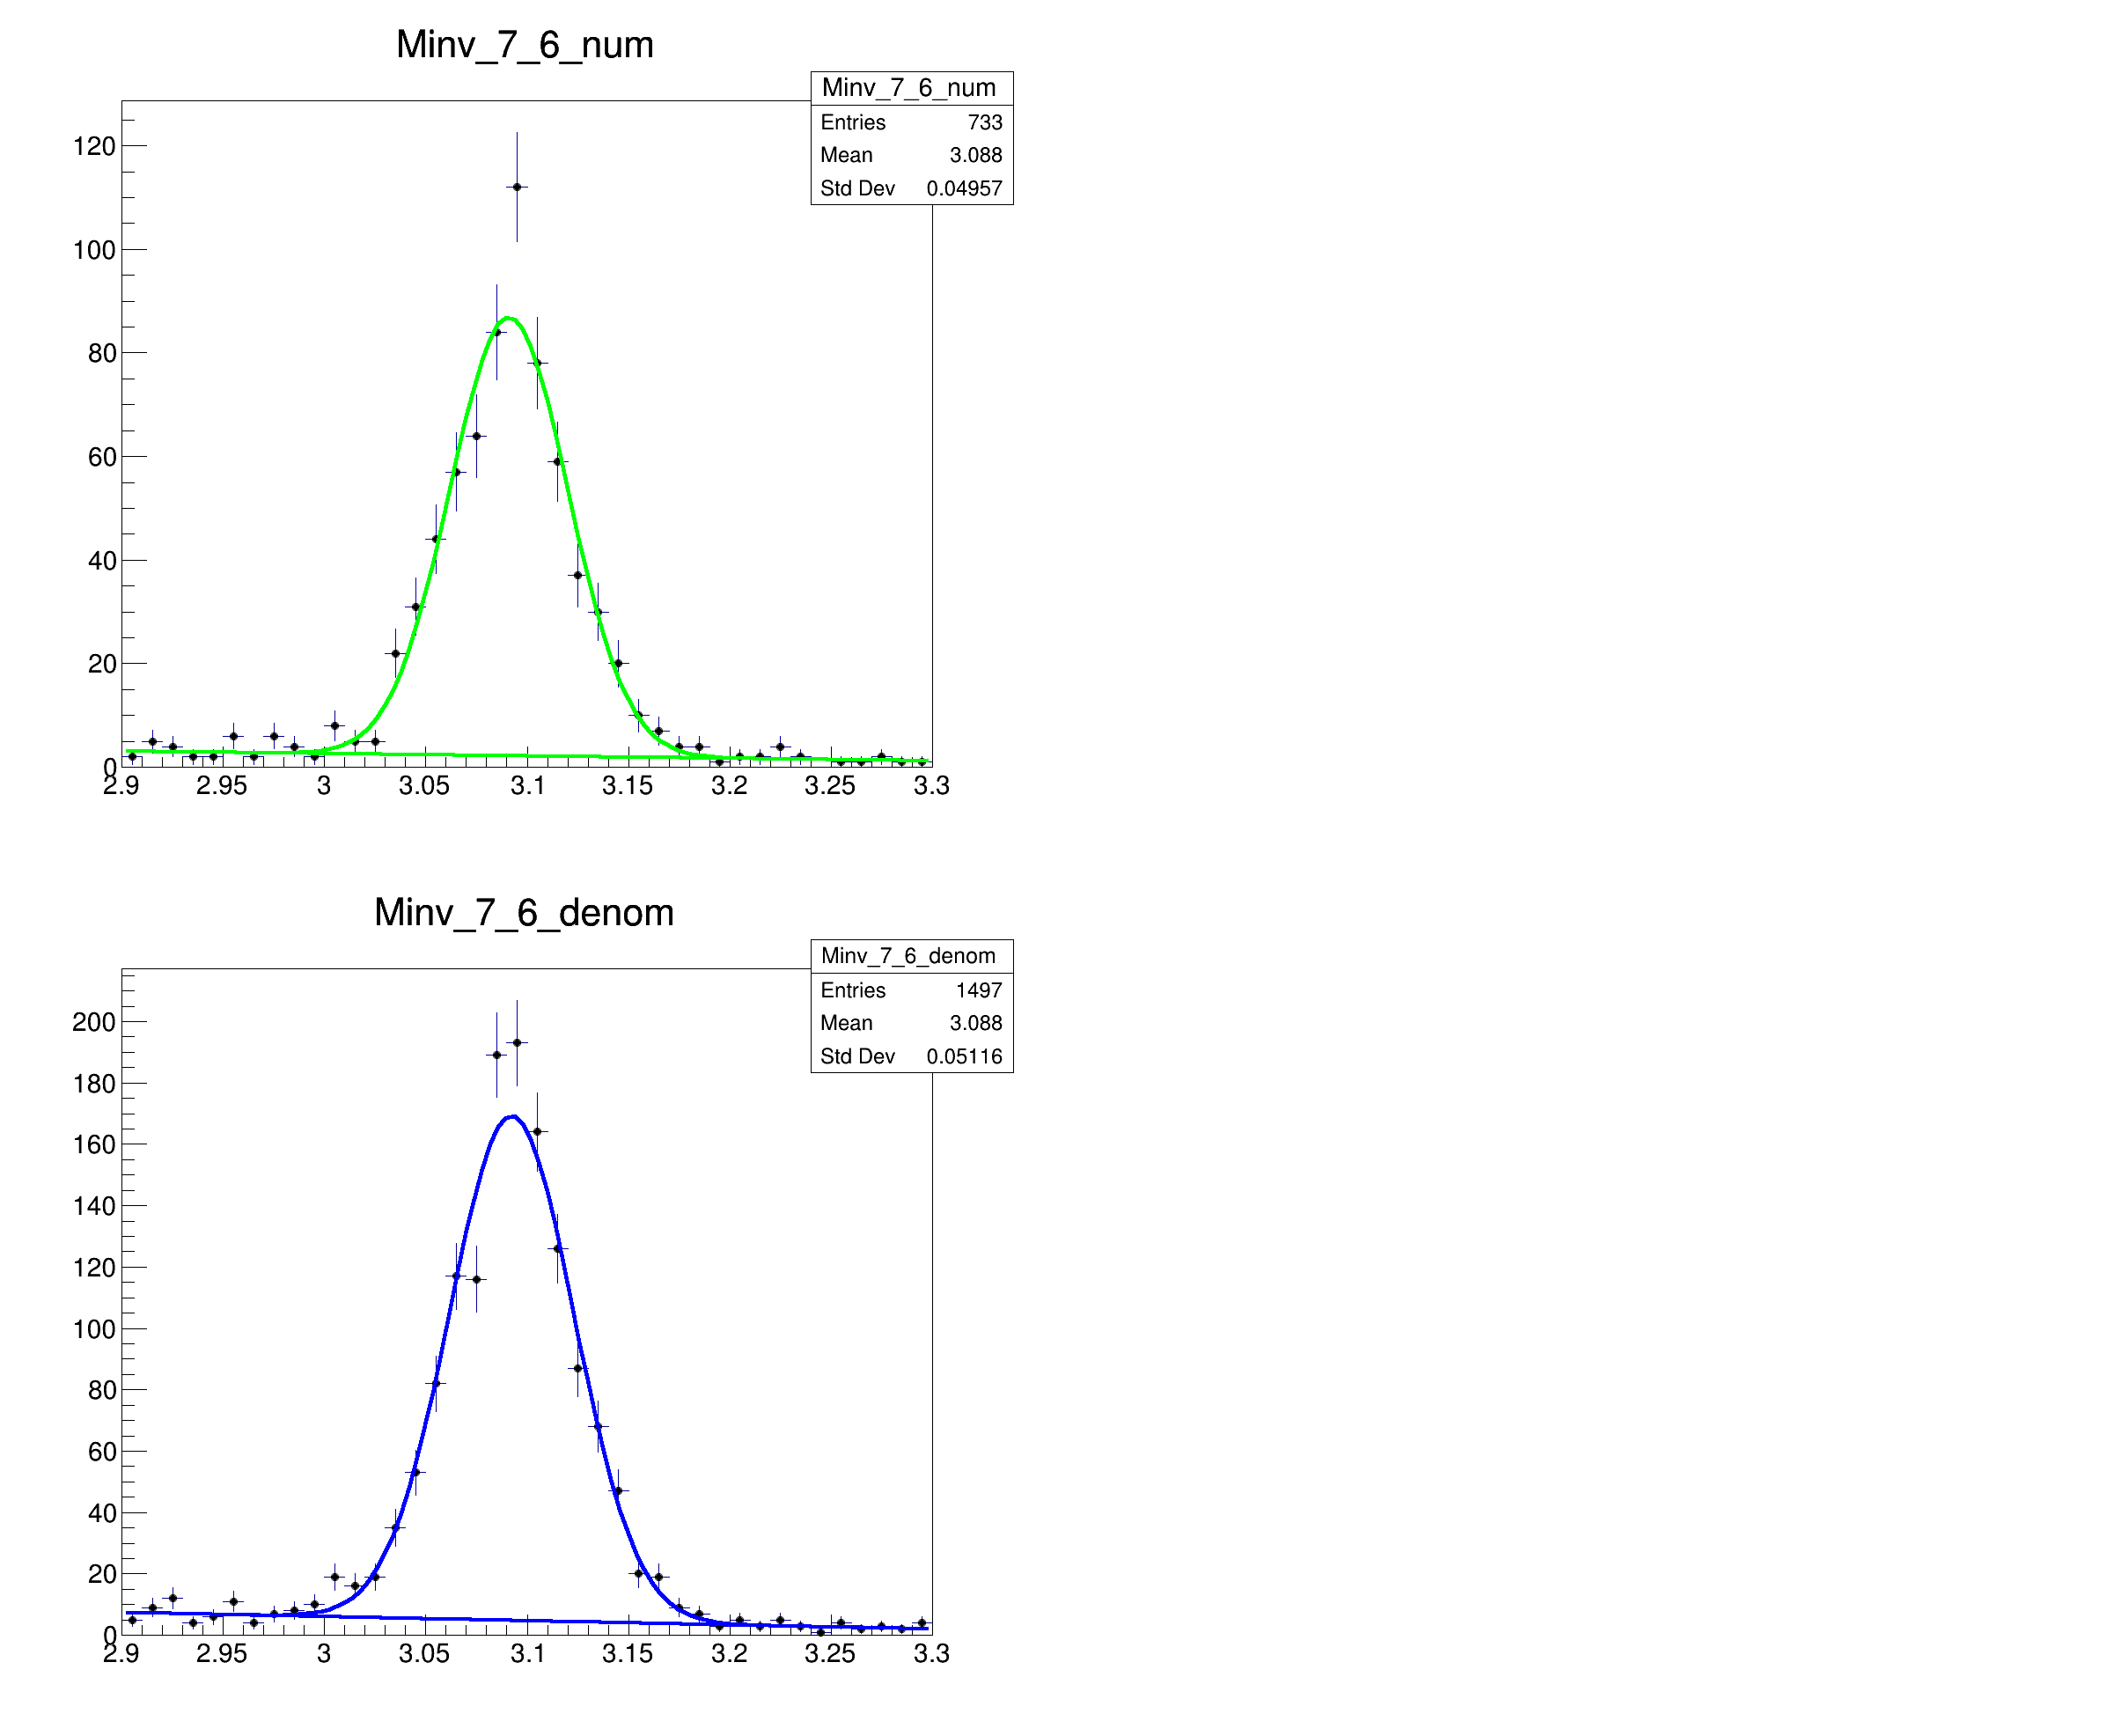 Minv_7_6_num
Minv_7_6_num
Entries 733
Mean 3.088
Std Dev 0.04957
120
100
80
60
40
20
0
2.9 2.95 3 3.05 3.1 3.15 3.2 3.25 3.3
Minv_7_6_denom
Minv_7_6_denom
Entries 1497
Mean 3.088
Std Dev 0.05116
200
180
160
140
120
100
80
60
40
20
0
2.9 2.95 3 3.05 3.1 3.15 3.2 3.25 3.3